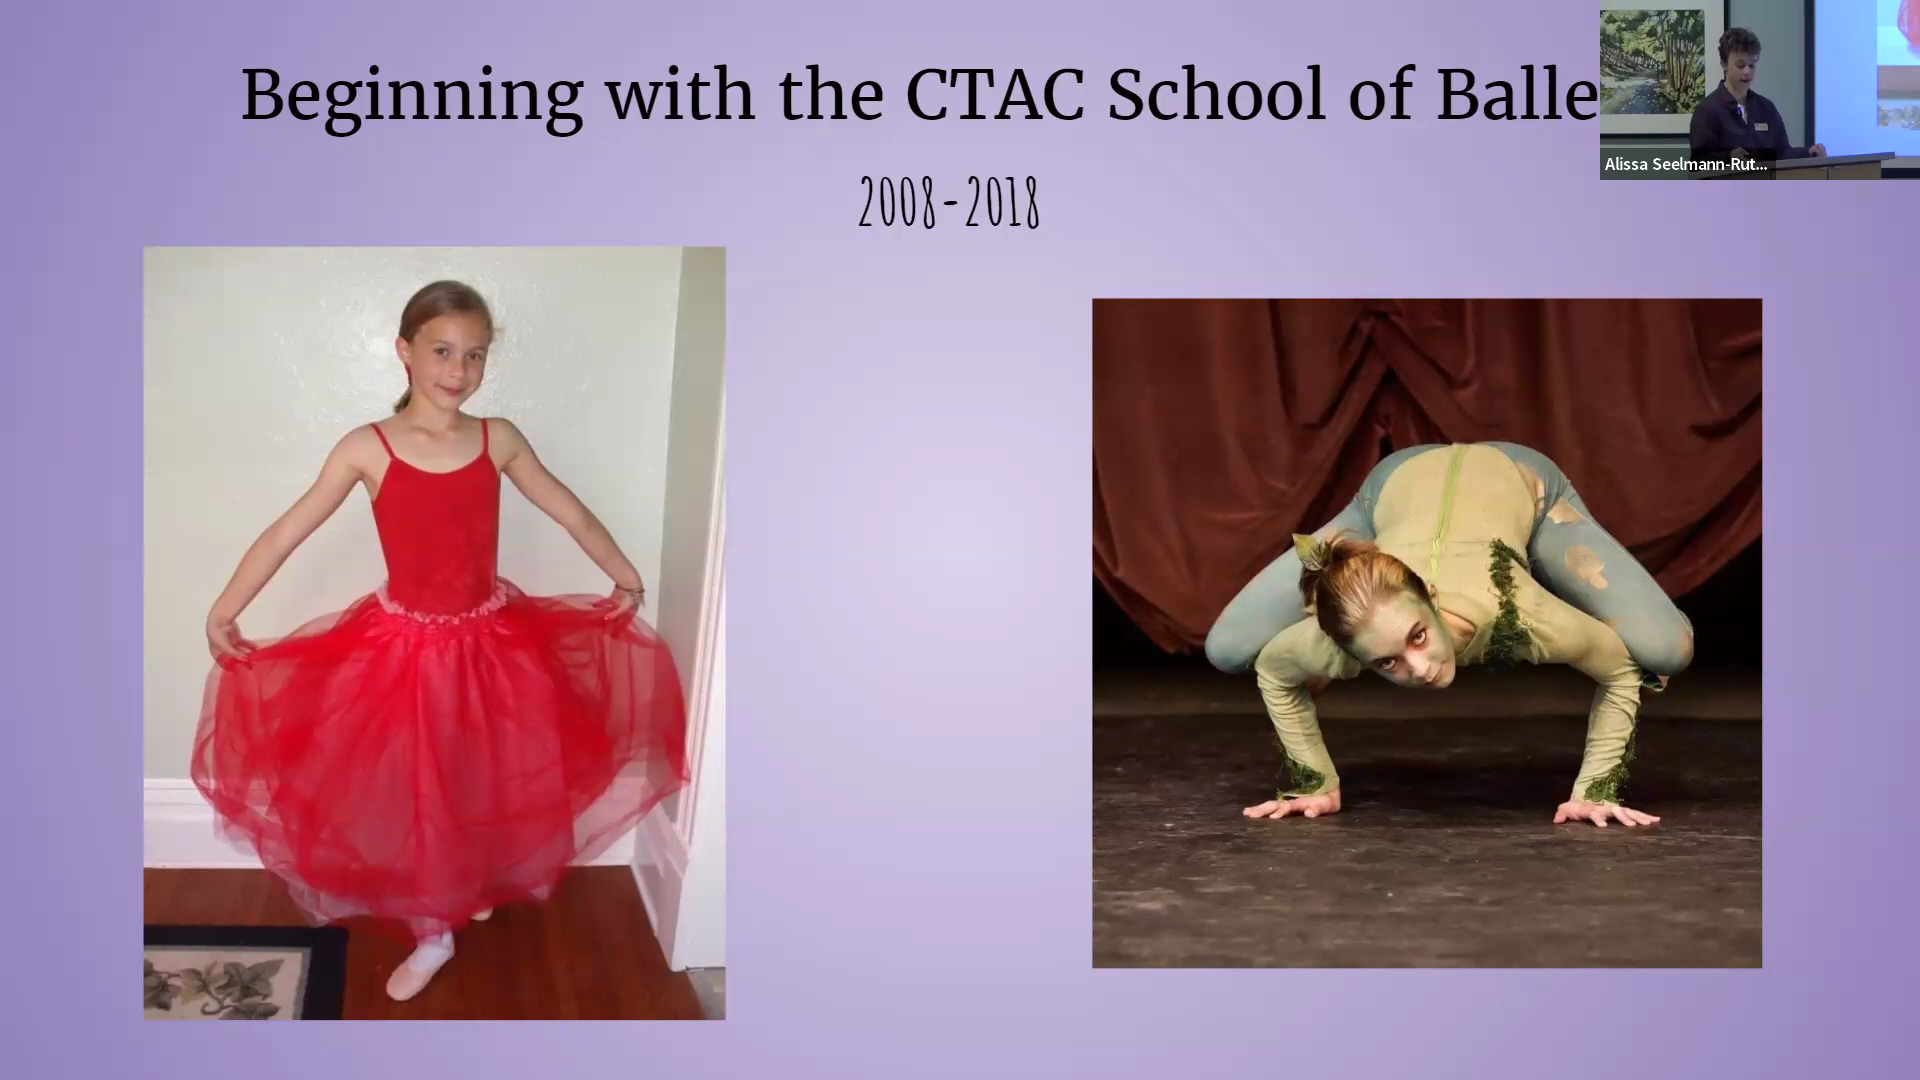 Beginning with the CTAC School of Balle
2008-2018
Alissa Seelmann-Rut...